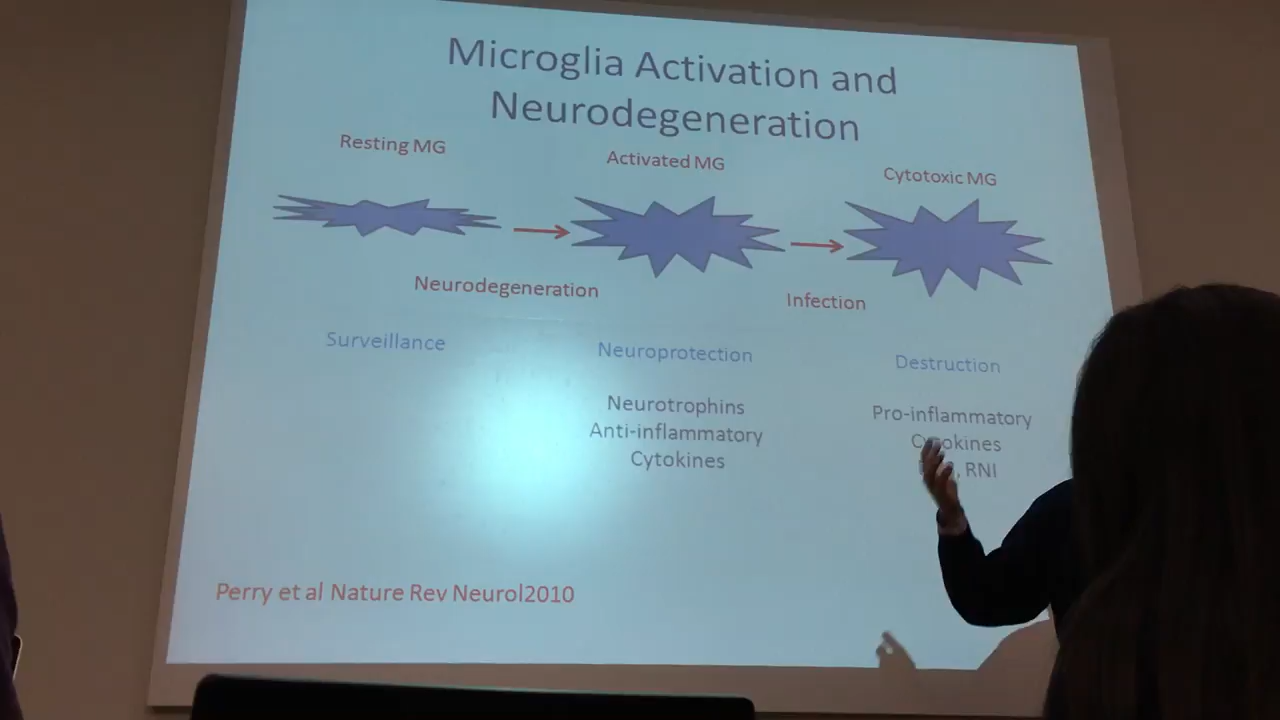 Microglia Activation and
Neurodegeneration
Resting MG
Activated MG
Cytotoxic MG
Neurodegeneration
Infection
Surveillance
Neuroprotection
Destruction
Neurotrophins
Anti-inflammatory
Cytokines
Pro-inflammatory
Cytokines
, RNI
Perry et al Nature Rev Neurol2010